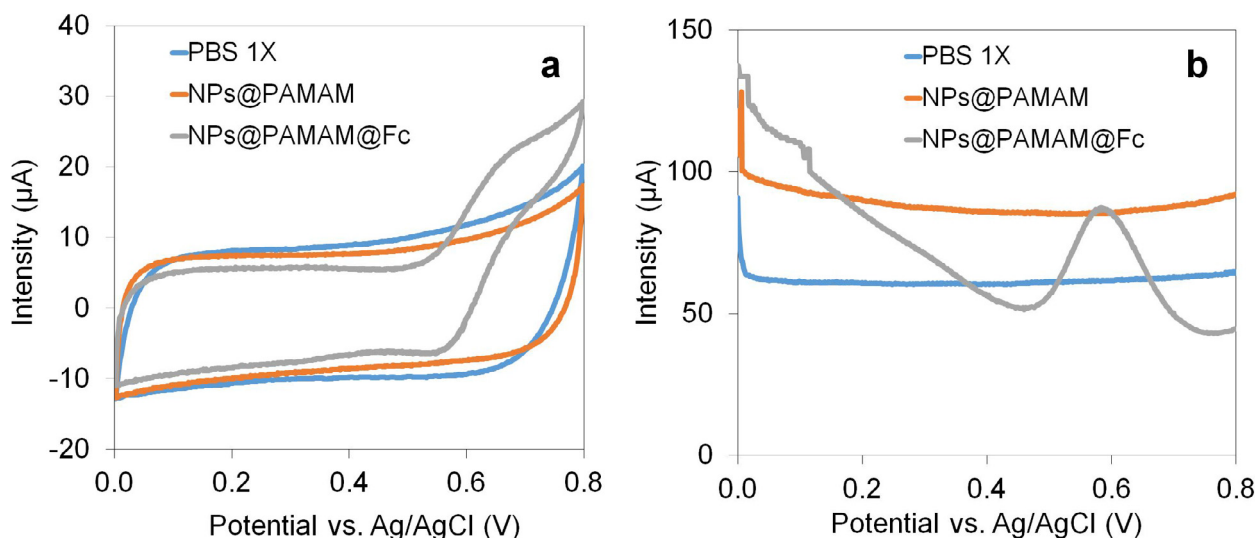 a
PBS 1X
NPs@PAMAM
NPs@PAMAM@Fc
Intensity (µA)
40
30
20
10
0
-10
-20
0.0 0.2 0.4 0.6 0.8
Potential vs. Ag/AgCl (V)
b
PBS 1X
NPs@PAMAM
NPs@PAMAM@Fc
Intensity (µA)
150
100
50
0
0.0 0.2 0.4 0.6 0.8
Potential vs. Ag/AgCl (V)